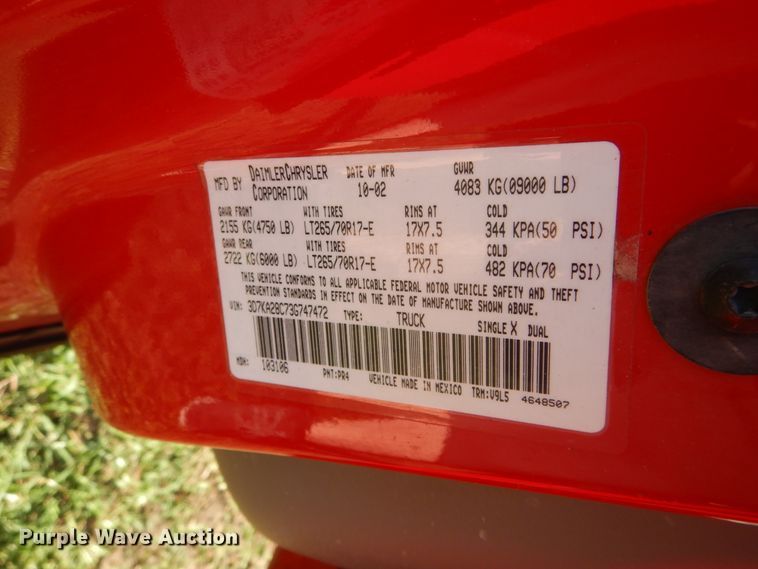 MFD BY DAIMLERCHRYSLER CORPORATION DATE OF MFR 10-02 GVWR 4083 KG(09000 LB)
GAWR FRONT WITH TIRES RIMS AT COLD
2155 KG(4750 LB) LT265/70R17-E 17X7.5 344 KPA(50 PSI)
GAWR REAR WITH TIRES RIMS AT COLD
2722 KG(6000 LB) LT265/70R17-E 17X7.5 482 KPA(70 PSI)
THIS VEHICLE CONFORMS TO ALL APPLICABLE FEDERAL MOTOR VEHICLE SAFETY AND THEFT
PREVENTION STANDARDS IN EFFECT ON THE DATE OF MANUFACTURE SHOWN ABOVE.
VIN: 3D7KA28C73G747472 TYPE: TRUCK SINGLE X DUAL
MDH: 103106 PNT:PR4 VEHICLE MADE IN MEXICO TRM:V9L5 4648507
Purple Wave Auction